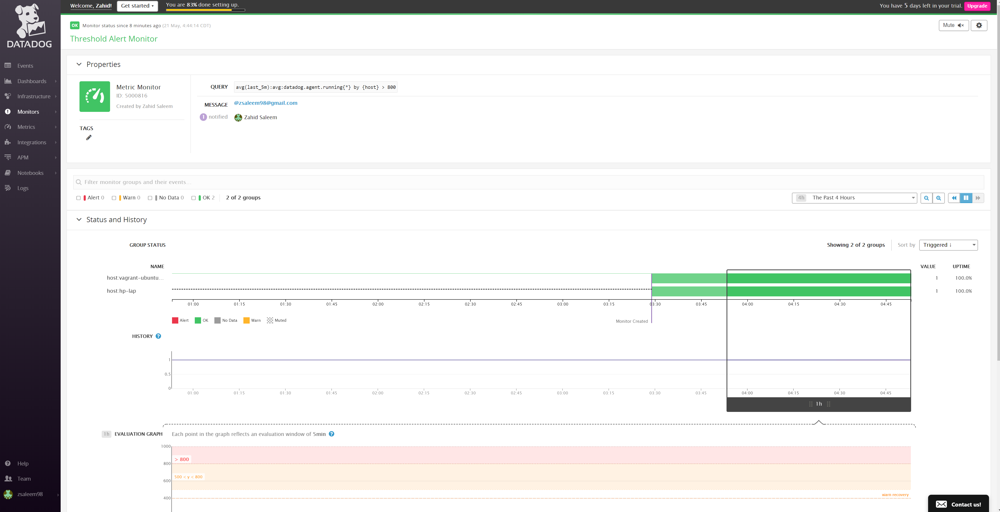 Welcome, Zahid!
Get started ▾
You are 83% done setting up.
You have 5 days left in your trial.
Upgrade
DATADOG
Events
Dashboards
Infrastructure
Monitors
Metrics
Integrations
APM
Notebooks
Logs
Help
Team
zsaleem98
OK Monitor status since 8 minutes ago (21 May, 4:44:14 CDT)
Mute
Threshold Alert Monitor
Properties
Metric Monitor
ID: 5000816
Created by Zahid Saleem
TAGS
QUERY avg(last_5m):avg:datadog.agent.running{*} by {host} > 800
MESSAGE @zsaleem98@gmail.com
1 notified Zahid Saleem
Filter monitor groups and their events...
Alert 0 Warn 0 No Data 0 OK 2 2 of 2 groups
4h The Past 4 Hours
Status and History
GROUP STATUS
Showing 2 of 2 groups Sort by Triggered ↓
NAME VALUE UPTIME
host:vagrant-ubuntu... 1 100.0%
host:hp-lap 1 100.0%
01:00 01:15 01:30 01:45 02:00 02:15 02:30 02:45 03:00 03:15 03:30 03:45 04:00 04:15 04:30 04:45
Alert OK No Data Warn Muted
Monitor Created
HISTORY ?
1
0.5
0
01:00 01:15 01:30 01:45 02:00 02:15 02:30 02:45 03:00 03:15 03:30 03:45 04:00 04:15 04:30 04:45
1h
1h EVALUATION GRAPH Each point in the graph reflects an evaluation window of 5min ?
1000
> 800
800
500 < y < 800
600
warn recovery
400
Contact us!